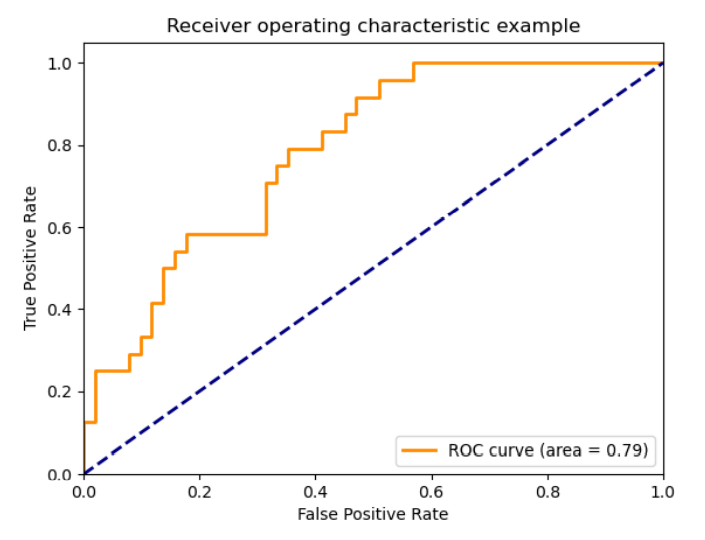 Receiver operating characteristic example
True Positive Rate
1.0
0.8
0.6
0.4
0.2
0.0
ROC curve (area = 0.79)
0.0 0.2 0.4 0.6 0.8 1.0
False Positive Rate